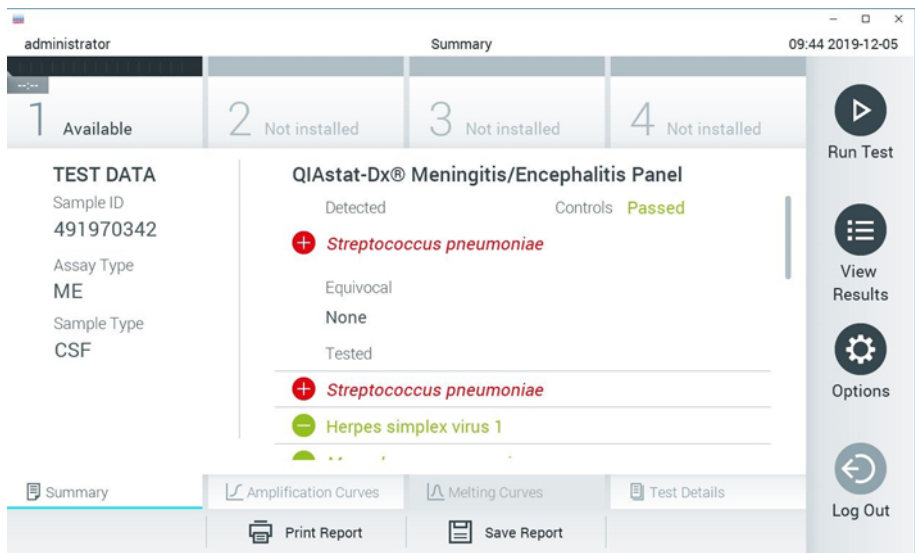 administrator Summary 09:44 2019-12-05
--:--
1 Available 2 Not installed 3 Not installed 4 Not installed
Run Test
TEST DATA
Sample ID
491970342
Assay Type
ME
Sample Type
CSF
QIAstat-Dx® Meningitis/Encephalitis Panel
Detected Controls Passed
Streptococcus pneumoniae
Equivocal
None
Tested
Streptococcus pneumoniae
Herpes simplex virus 1
View
Results
Options
Log Out
Summary Amplification Curves Melting Curves Test Details
Print Report Save Report